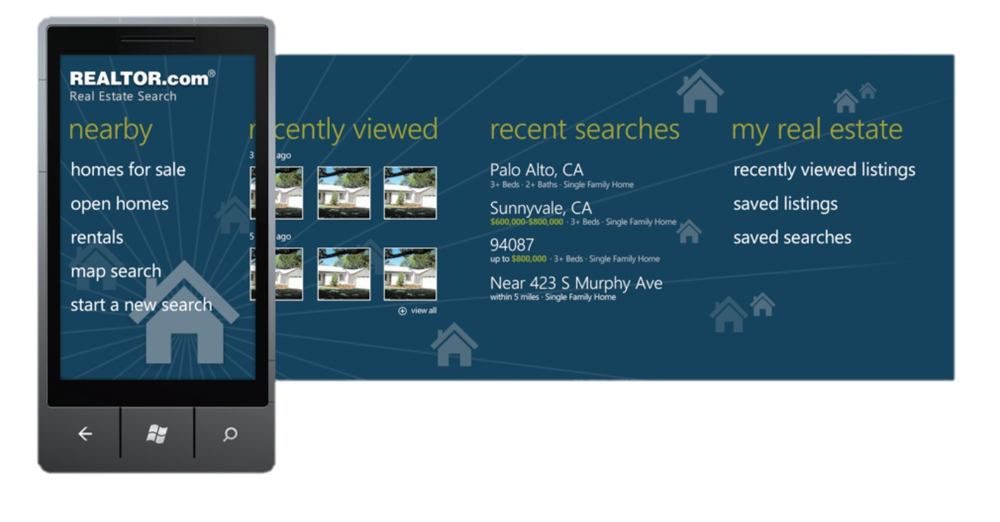 REALTOR.com®
Real Estate Search
nearby
homes for sale
open homes
rentals
map search
start a new search
r cently viewed
3 ago
5 ago
view all
recent searches
Palo Alto, CA
3+ Beds · 2+ Baths · Single Family Home
Sunnyvale, CA
$600,000-$800,000 · 3+ Beds · Single Family Home
94087
up to $800,000 · 3+ Beds · Single Family Home
Near 423 S Murphy Ave
within 5 miles · Single Family Home
my real estate
recently viewed listings
saved listings
saved searches